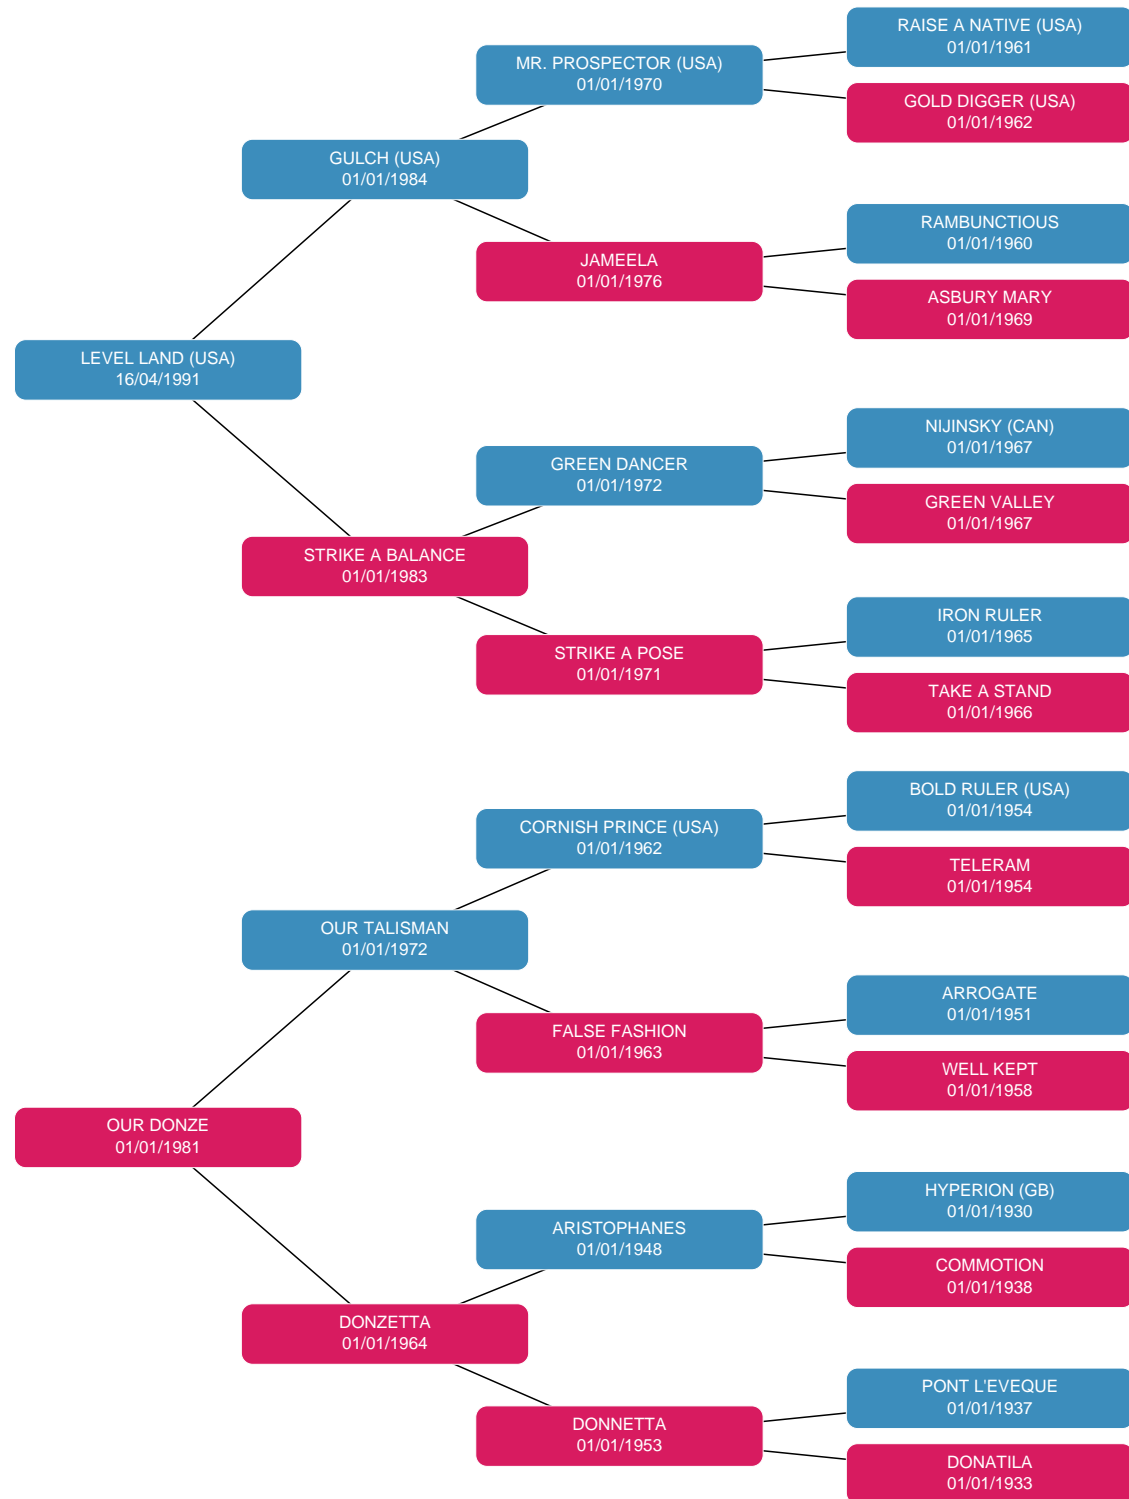 RAISE A NATIVE (USA)
01/01/1961
MR. PROSPECTOR (USA)
01/01/1970
GOLD DIGGER (USA)
01/01/1962
GULCH (USA)
01/01/1984
RAMBUNCTIOUS
01/01/1960
JAMEELA
01/01/1976
ASBURY MARY
01/01/1969
LEVEL LAND (USA)
16/04/1991
NIJINSKY (CAN)
01/01/1967
GREEN DANCER
01/01/1972
GREEN VALLEY
01/01/1967
STRIKE A BALANCE
01/01/1983
IRON RULER
01/01/1965
STRIKE A POSE
01/01/1971
TAKE A STAND
01/01/1966
BOLD RULER (USA)
01/01/1954
CORNISH PRINCE (USA)
01/01/1962
TELERAM
01/01/1954
OUR TALISMAN
01/01/1972
ARROGATE
01/01/1951
FALSE FASHION
01/01/1963
WELL KEPT
01/01/1958
OUR DONZE
01/01/1981
HYPERION (GB)
01/01/1930
ARISTOPHANES
01/01/1948
COMMOTION
01/01/1938
DONZETTA
01/01/1964
PONT L'EVEQUE
01/01/1937
DONNETTA
01/01/1953
DONATILA
01/01/1933